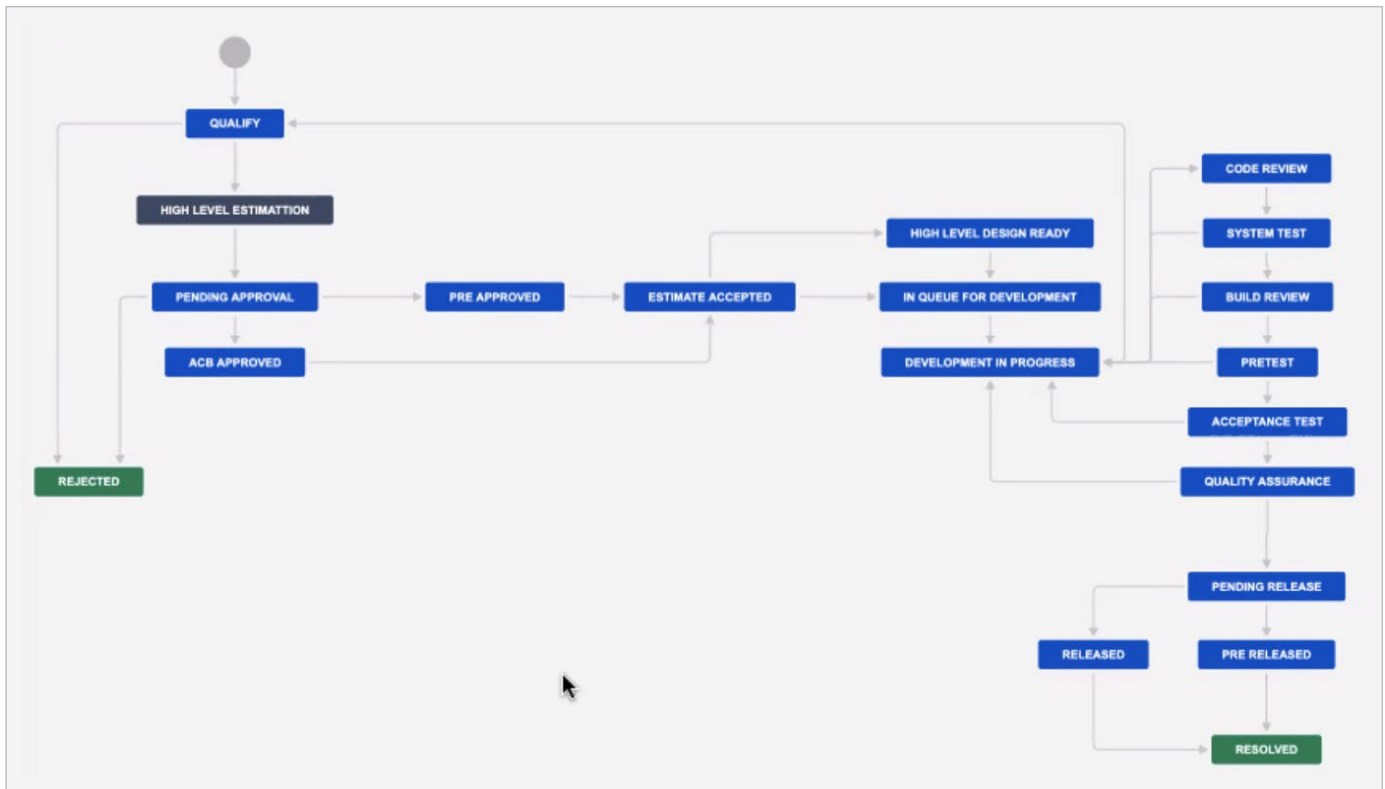 QUALIFY
HIGH LEVEL ESTIMATTION
PENDING APPROVAL
PRE APPROVED
ESTIMATE ACCEPTED
ACB APPROVED
REJECTED
HIGH LEVEL DESIGN READY
IN QUEUE FOR DEVELOPMENT
DEVELOPMENT IN PROGRESS
CODE REVIEW
SYSTEM TEST
BUILD REVIEW
PRETEST
ACCEPTANCE TEST
QUALITY ASSURANCE
PENDING RELEASE
RELEASED
PRE RELEASED
RESOLVED